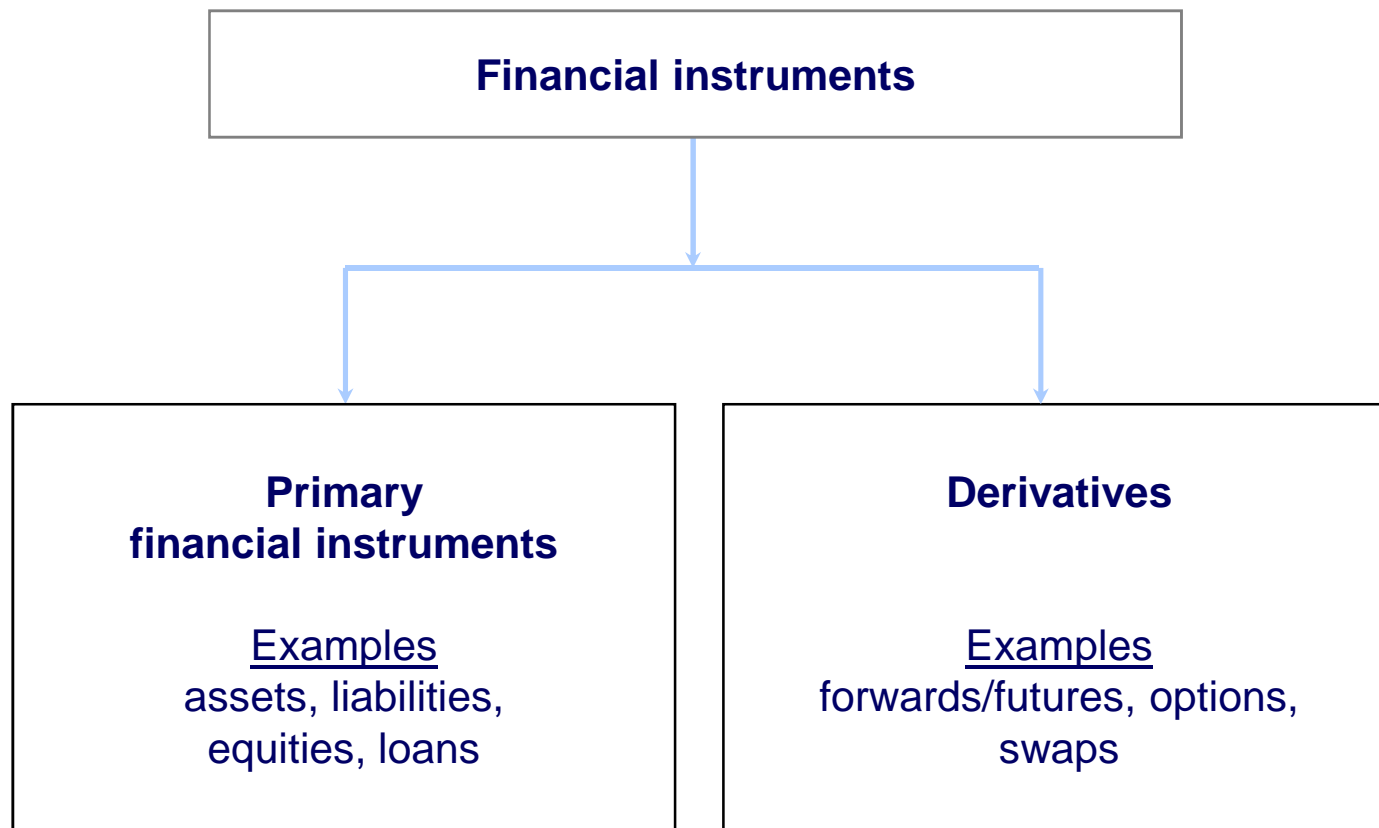 Financial instruments
Primary
financial instruments
Examples
assets, liabilities,
equities, loans
Derivatives
Examples
forwards/futures, options,
swaps